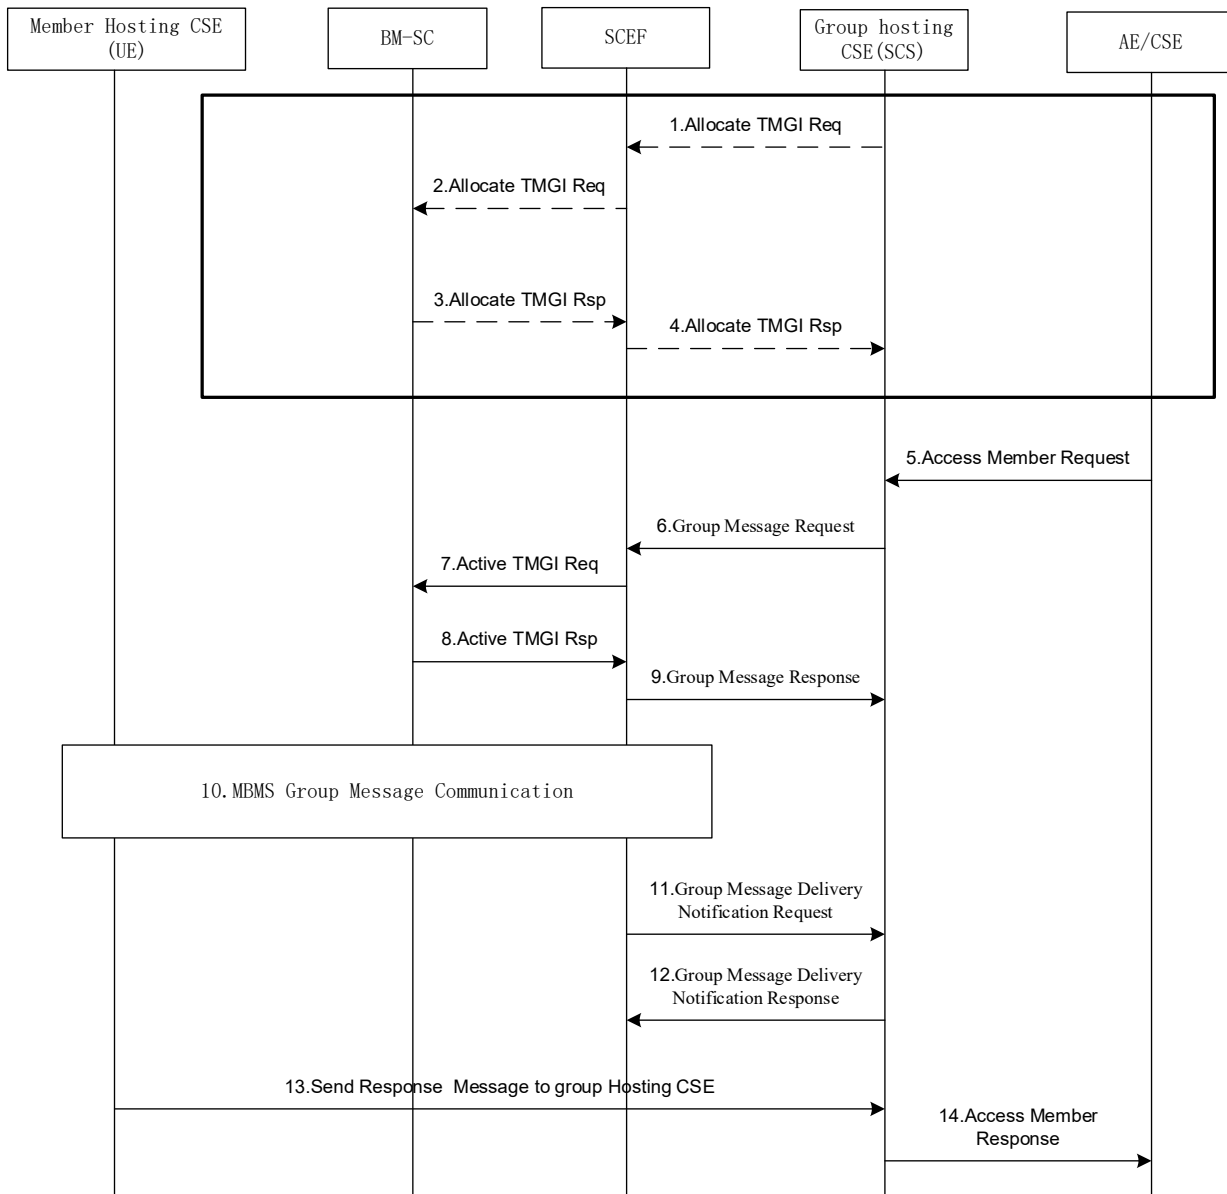 Member Hosting CSE
(UE)
BM-SC
SCEF
Group hosting
CSE(SCS)
AE/CSE
1.Allocate TMGI Req
2.Allocate TMGI Req
3.Allocate TMGI Rsp
4.Allocate TMGI Rsp
5.Access Member Request
6.Group Message Request
7.Active TMGI Req
8.Active TMGI Rsp
9.Group Message Response
10.MBMS Group Message Communication
11.Group Message Delivery
Notification Request
12.Group Message Delivery
Notification Response
13.Send Response  Message to group Hosting CSE
14.Access Member
Response